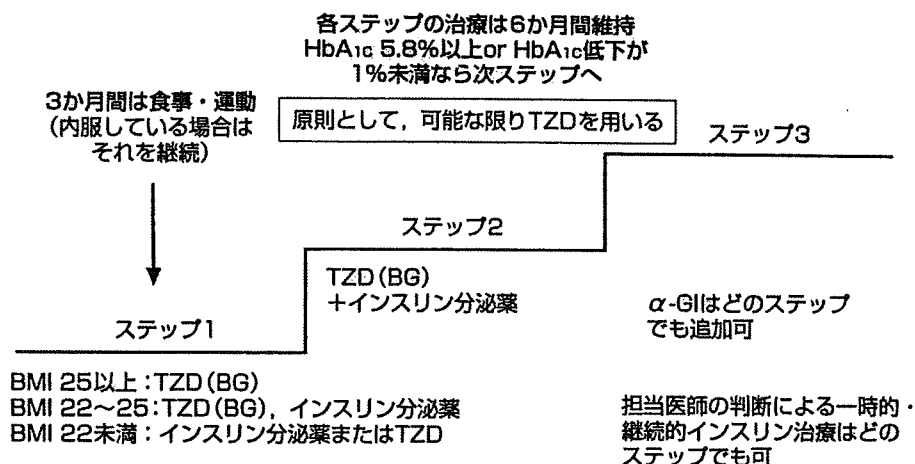 各ステップの治療は6か月間維持
HbA1c 5.8%以上or HbA1c低下が
1%未満なら次ステップへ
3か月間は食事・運動
(内服している場合は
それを継続)
原則として，可能な限りTZDを用いる
ステップ3
ステップ2
TZD(BG)
+インスリン分泌薬
α-GIはどのステップ
でも追加可
ステップ1
BMI 25以上：TZD(BG)
BMI 22〜25：TZD(BG)，インスリン分泌薬
BMI 22未満：インスリン分泌薬またはTZD
担当医師の判断による一時的・
継続的インスリン治療はどの
ステップでも可